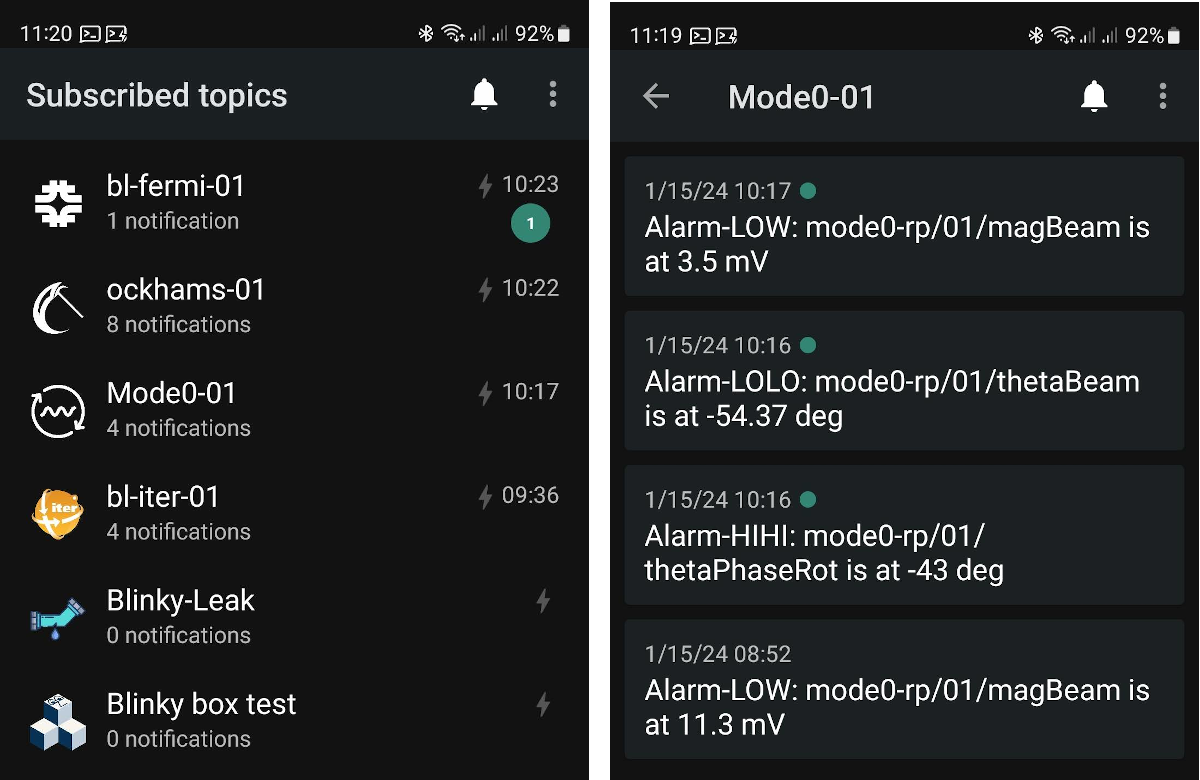 11:20
92%
Subscribed topics
bl-fermi-01
10:23
1 notification
1
ockhams-01
10:22
8 notifications
Mode0-01
10:17
4 notifications
iter
bl-iter-01
09:36
4 notifications
Blinky-Leak
0 notifications
Blinky box test
0 notifications
11:19
92%
Mode0-01
1/15/24 10:17
Alarm-LOW: mode0-rp/01/magBeam is
at 3.5 mV
1/15/24 10:16
Alarm-LOLO: mode0-rp/01/thetaBeam
is at -54.37 deg
1/15/24 10:16
Alarm-HIHI: mode0-rp/01/
thetaPhaseRot is at -43 deg
1/15/24 08:52
Alarm-LOW: mode0-rp/01/magBeam is
at 11.3 mV